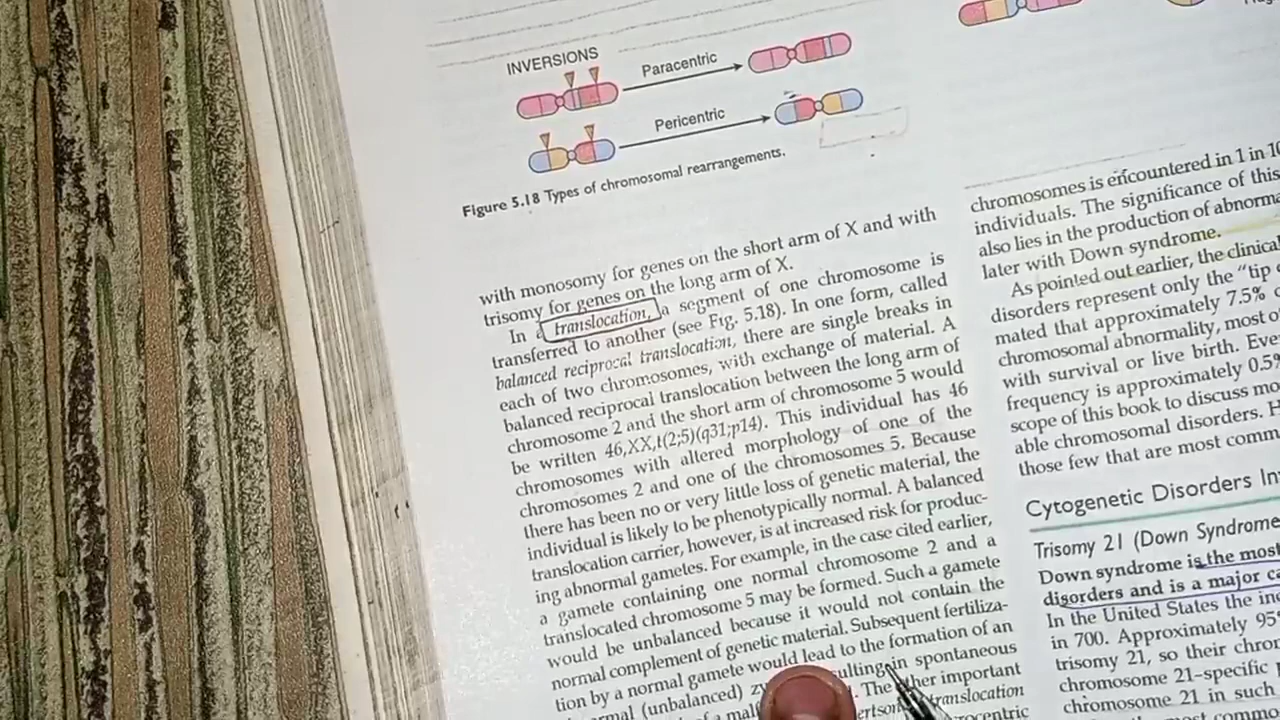 INVERSIONS
Paracentric
Pericentric
Figure 5.18 Types of chromosomal rearrangements.
with monosomy for genes on the short arm of X and with
trisomy for genes on the long arm of X.
In a translocation, a segment of one chromosome is
transferred to another (see Fig. 5.18). In one form, called
balanced reciprocal translocation, there are single breaks in
each of two chromosomes, with exchange of material. A
balanced reciprocal translocation between the long arm of
chromosome 2 and the short arm of chromosome 5 would
be written 46,XX,t(2;5)(q31;p14). This individual has 46
chromosomes with altered morphology of one of the
chromosomes 2 and one of the chromosomes 5. Because
there has been no or very little loss of genetic material, the
individual is likely to be phenotypically normal. A balanced
translocation carrier, however, is at increased risk for produc-
ing abnormal gametes. For example, in the case cited earlier,
a gamete containing one normal chromosome 2 and a
translocated chromosome 5 may be formed. Such a gamete
would be unbalanced because it would not contain the
normal complement of genetic material. Subsequent fertiliza-
tion by a normal gamete would lead to the formation of an
(unbalanced) in spontaneous
The other important
translocation
chromosomes is encountered in 1 in
individuals. The significance of this
also lies in the production of
later with Down syndrome.
As pointed out earlier, the clinical
disorders represent only the "tip
mated that approximately 7.5%
chromosomal abnormality, most of
with survival or live birth.
frequency is approximately
scope of this book to discuss
able chromosomal disorders.
those few that are most
Cytogenetic Disorders
Trisomy 21 (Down Syndrome
Down syndrome is the most
disorders and is a major
In the United States the
in 700. Approximately
trisomy 21, so their
chromosome 21–specific
chromosome 21 in such